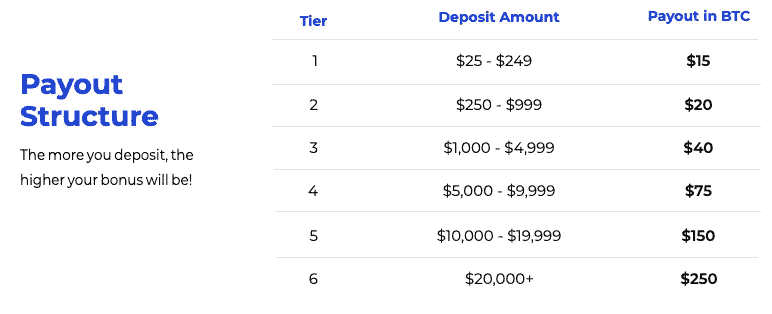 Payout
Structure
The more you deposit, the
higher your bonus will be!
Tier Deposit Amount Payout in BTC
1 $25 - $249 $15
2 $250 - $999 $20
3 $1,000 - $4,999 $40
4 $5,000 - $9,999 $75
5 $10,000 - $19,999 $150
6 $20,000+ $250